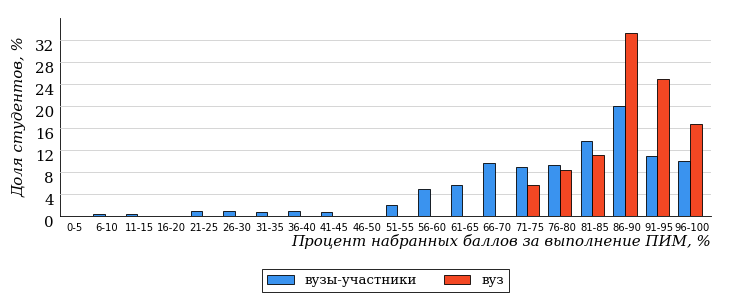 Доля студентов, %
32
28
24
20
16
12
8
4
0
0-5 6-10 11-15 16-20 21-25 26-30 31-35 36-40 41-45 46-50 51-55 56-60 61-65 66-70 71-75 76-80 81-85 86-90 91-95 96-100
Процент набранных баллов за выполнение ПИМ, %
вузы-участники вуз